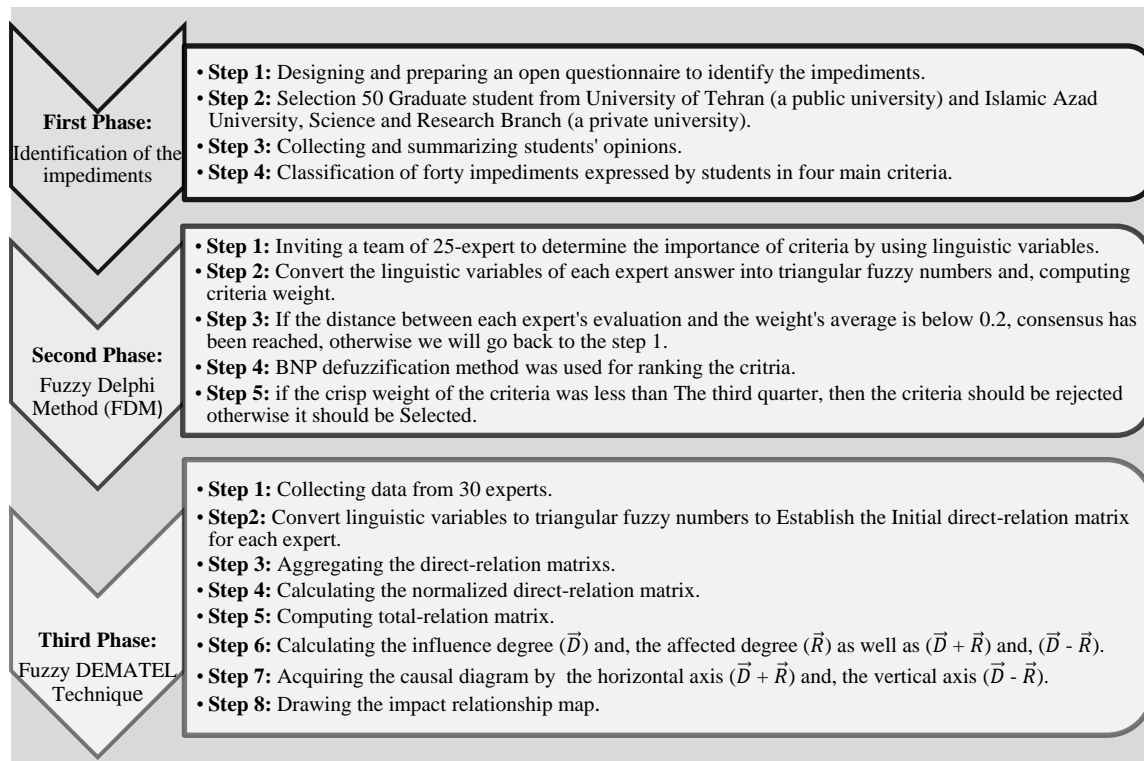 First Phase:
Identification of the
impediments
• Step 1: Designing and preparing an open questionnaire to identify the impediments.
• Step 2: Selection 50 Graduate student from University of Tehran (a public university) and Islamic Azad
University, Science and Research Branch (a private university).
• Step 3: Collecting and summarizing students' opinions.
• Step 4: Classification of forty impediments expressed by students in four main criteria.
Second Phase:
Fuzzy Delphi
Method (FDM)
• Step 1: Inviting a team of 25-expert to determine the importance of criteria by using linguistic variables.
• Step 2: Convert the linguistic variables of each expert answer into triangular fuzzy numbers and, computing
criteria weight.
• Step 3: If the distance between each expert's evaluation and the weight's average is below 0.2, consensus has
been reached, otherwise we will go back to the step 1.
• Step 4: BNP defuzzification method was used for ranking the critria.
• Step 5: if the crisp weight of the criteria was less than The third quarter, then the criteria should be rejected
otherwise it should be Selected.
Third Phase:
Fuzzy DEMATEL
Technique
• Step 1: Collecting data from 30 experts.
• Step2: Convert linguistic variables to triangular fuzzy numbers to Establish the Initial direct-relation matrix
for each expert.
• Step 3: Aggregating the direct-relation matrixs.
• Step 4: Calculating the normalized direct-relation matrix.
• Step 5: Computing total-relation matrix.
• Step 6: Calculating the influence degree (D⃗) and, the affected degree (R⃗) as well as (D⃗ + R⃗) and, (D⃗ - R⃗).
• Step 7: Acquiring the causal diagram by the horizontal axis (D⃗ + R⃗) and, the vertical axis (D⃗ - R⃗).
• Step 8: Drawing the impact relationship map.